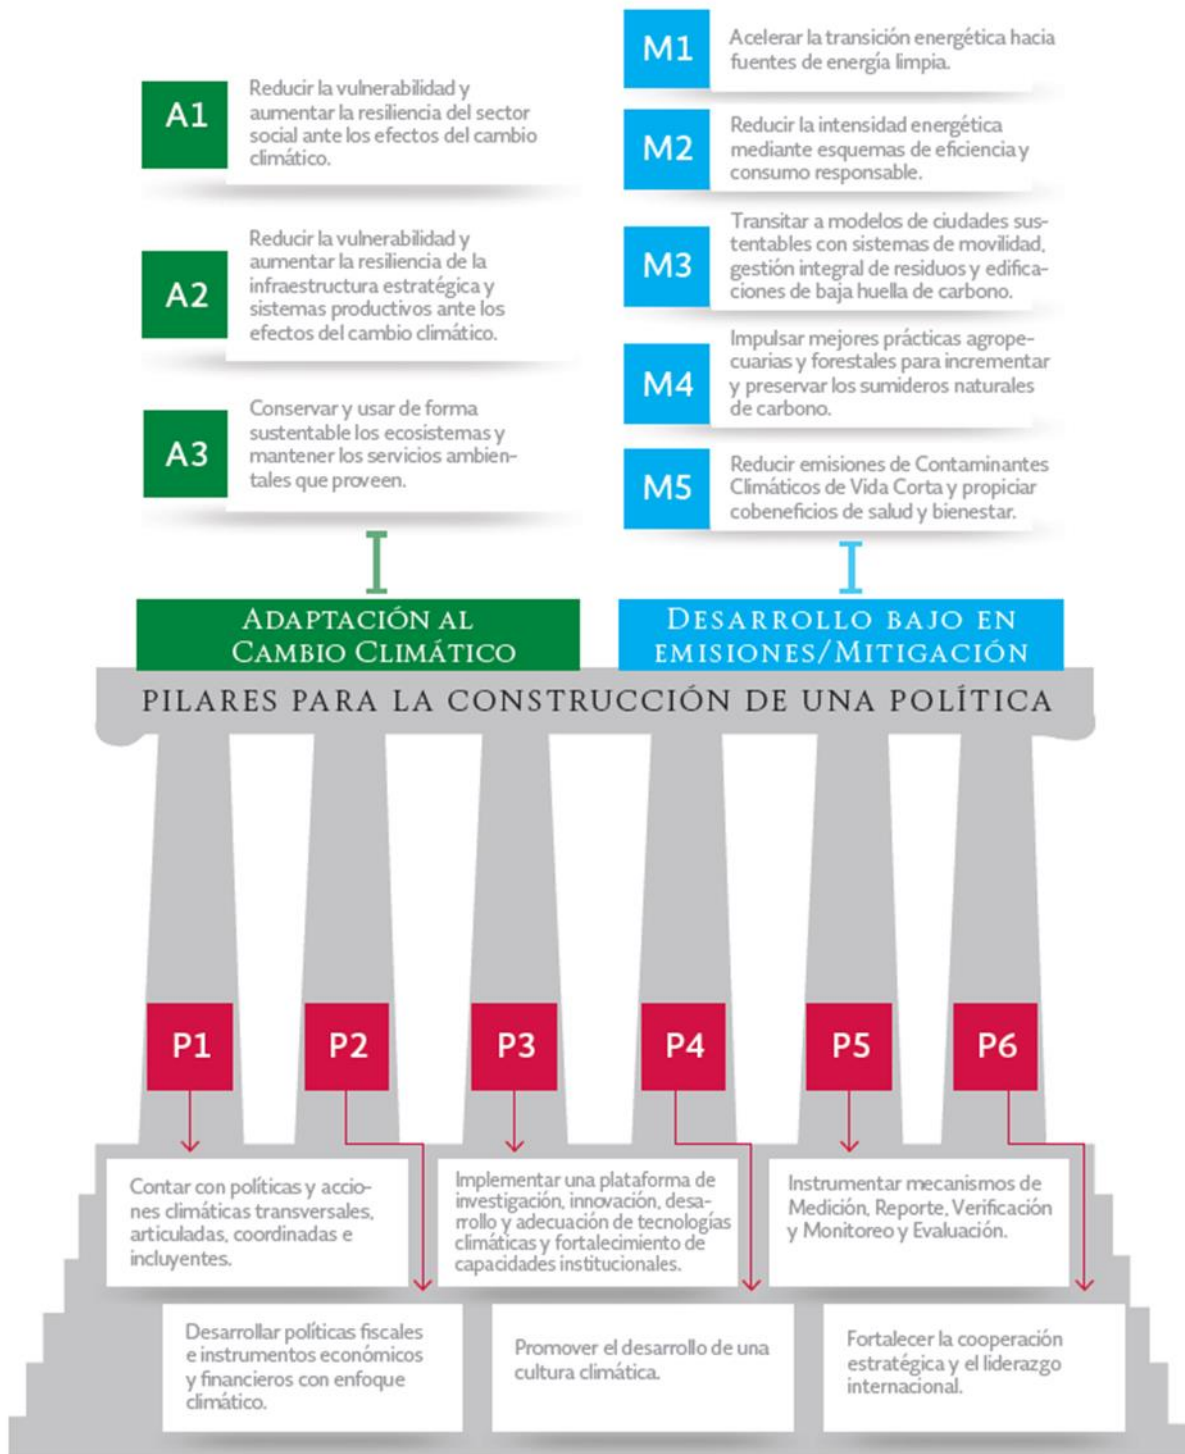 A1
Reducir la vulnerabilidad y
aumentar la resiliencia del sector
social ante los efectos del cambio
climático.
A2
Reducir la vulnerabilidad y
aumentar la resiliencia de la
infraestructura estratégica y
sistemas productivos ante los
efectos del cambio climático.
A3
Conservar y usar de forma
sustentable los ecosistemas y
mantener los servicios ambien-
tales que proveen.
M1
Acelerar la transición energética hacia
fuentes de energía limpia.
M2
Reducir la intensidad energética
mediante esquemas de eficiencia y
consumo responsable.
M3
Transitar a modelos de ciudades sus-
tentables con sistemas de movilidad,
gestión integral de residuos y edifica-
ciones de baja huella de carbono.
M4
Impulsar mejores prácticas agrope-
cuarias y forestales para incrementar
y preservar los sumideros naturales
de carbono.
M5
Reducir emisiones de Contaminantes
Climáticos de Vida Corta y propiciar
cobeneficios de salud y bienestar.
ADAPTACIÓN AL
CAMBIO CLIMÁTICO
DESARROLLO BAJO EN
EMISIONES/MITIGACIÓN
PILARES PARA LA CONSTRUCCIÓN DE UNA POLÍTICA
P1
P2
P3
P4
P5
P6
Contar con políticas y accio-
nes climáticas transversales,
articuladas, coordinadas e
incluyentes.
Implementar una plataforma de
investigación, innovación, desa-
rrollo y adecuación de tecnologías
climáticas y fortalecimiento de
capacidades institucionales.
Instrumentar mecanismos de
Medición, Reporte, Verificación
y Monitoreo y Evaluación.
Desarrollar políticas fiscales
e instrumentos económicos
y financieros con enfoque
climático.
Promover el desarrollo de una
cultura climática.
Fortalecer la cooperación
estratégica y el liderazgo
internacional.